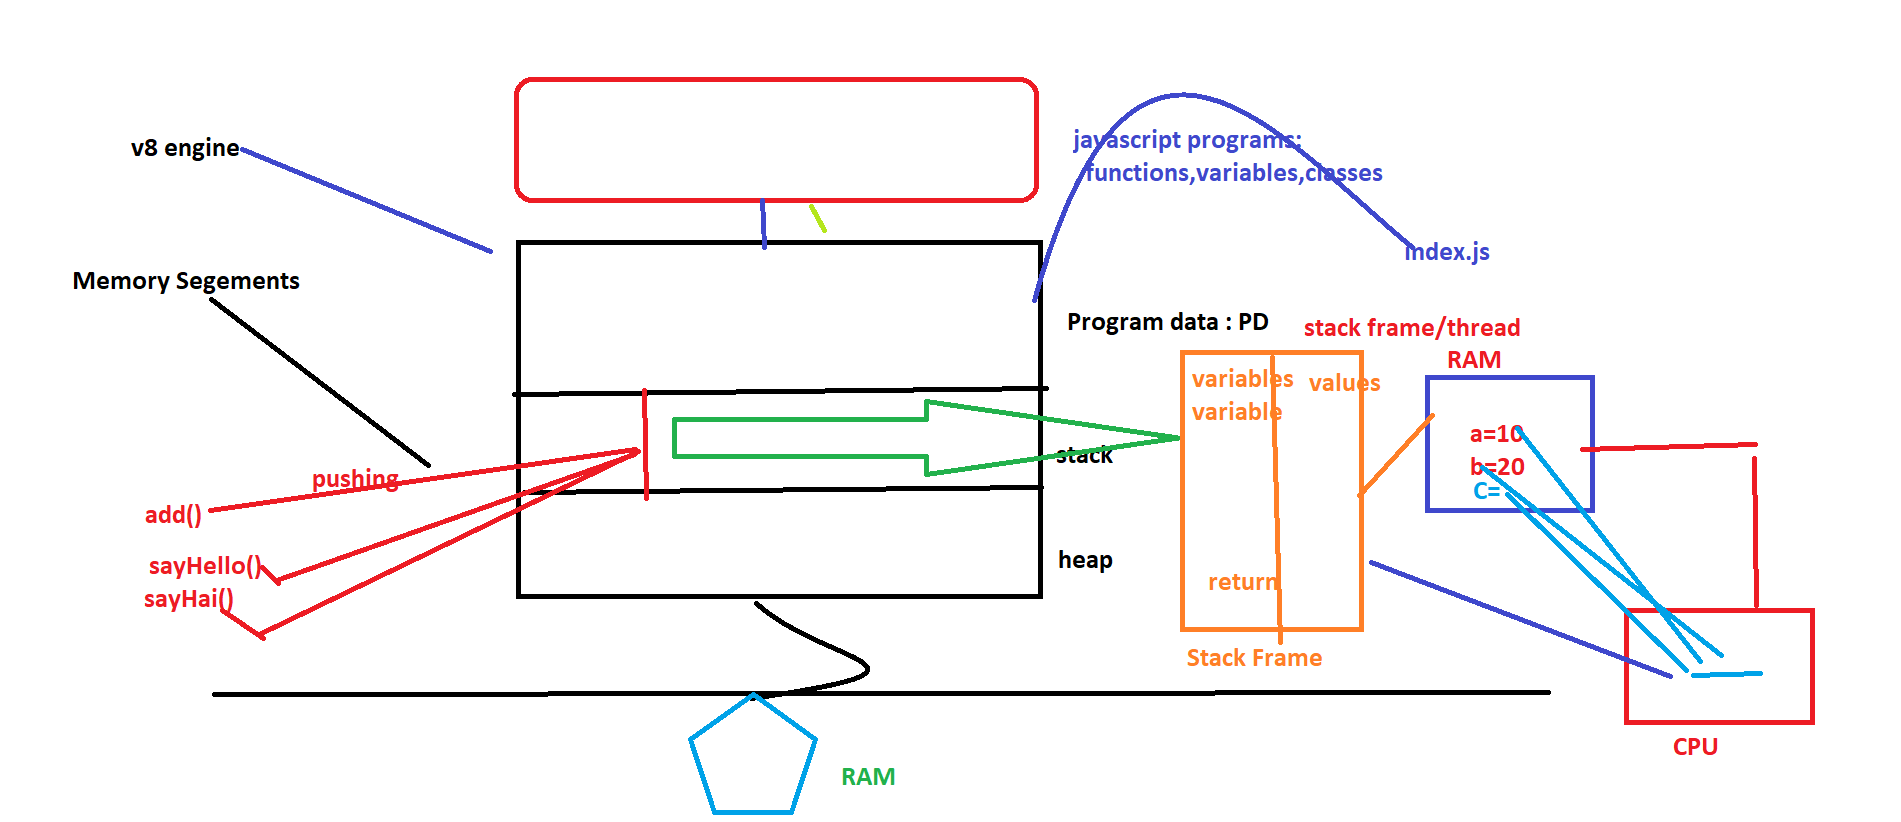 v8 engine
javascript programs:
functions,variables,classes
index.js
Memory Segements
Program data : PD
stack frame/thread
RAM
variables
values
variable
a=10
b=20
C=
stack
pushing
add()
sayHello()
sayHai()
heap
return
Stack Frame
CPU
RAM